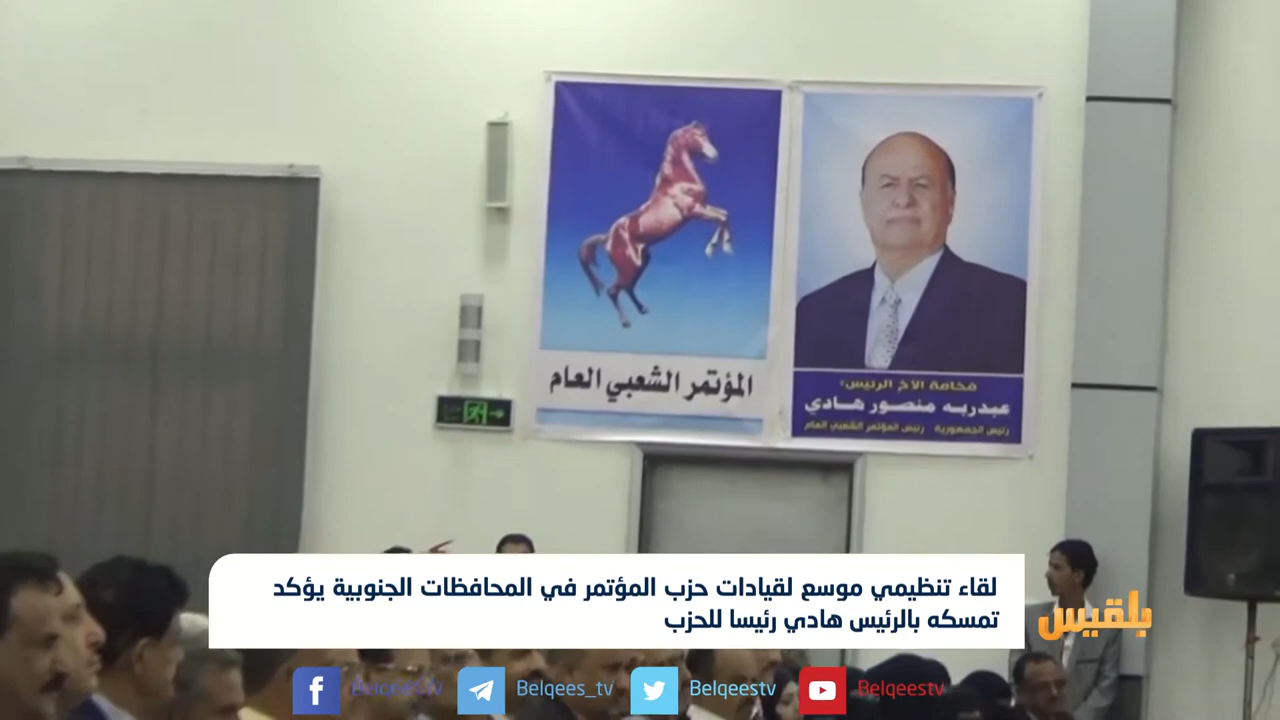 المؤتمر الشعبي العام
فخامة الاخ الرئيس:
عبدربه منصور هادي
رئيس الجمهورية رئيس المؤتمر الشعبي العام
لقاء تنظيمي موسع لقيادات حزب المؤتمر في المحافظات الجنوبية يؤكد
تمسكه بالرئيس هادي رئيسا للحزب
بلقيس
Belqeestv
Belqees_tv
Belqeestv
Belqeestv